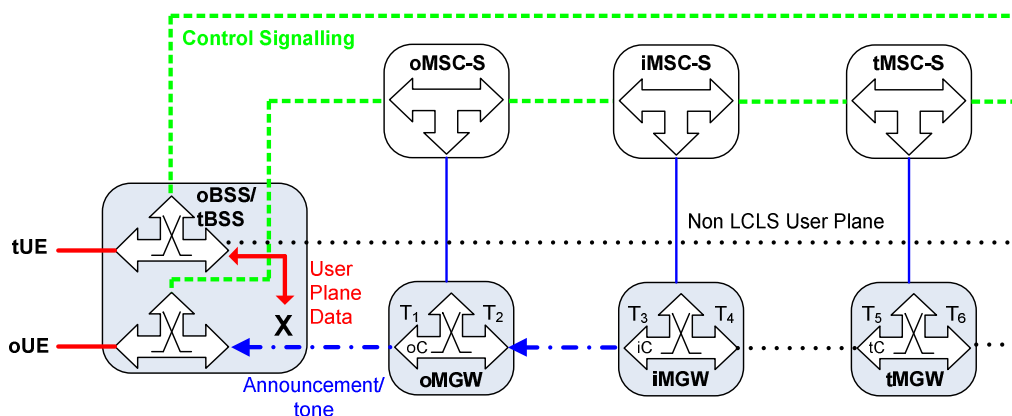 Control Signalling
oMSC-S
iMSC-S
tMSC-S
oBSS/
tBSS
Non LCLS User Plane
tUE
User
Plane
Data
X
T1
T2
T3
T4
T5
T6
oUE
oC
iC
tC
oMGW
iMGW
tMGW
Announcement/
tone